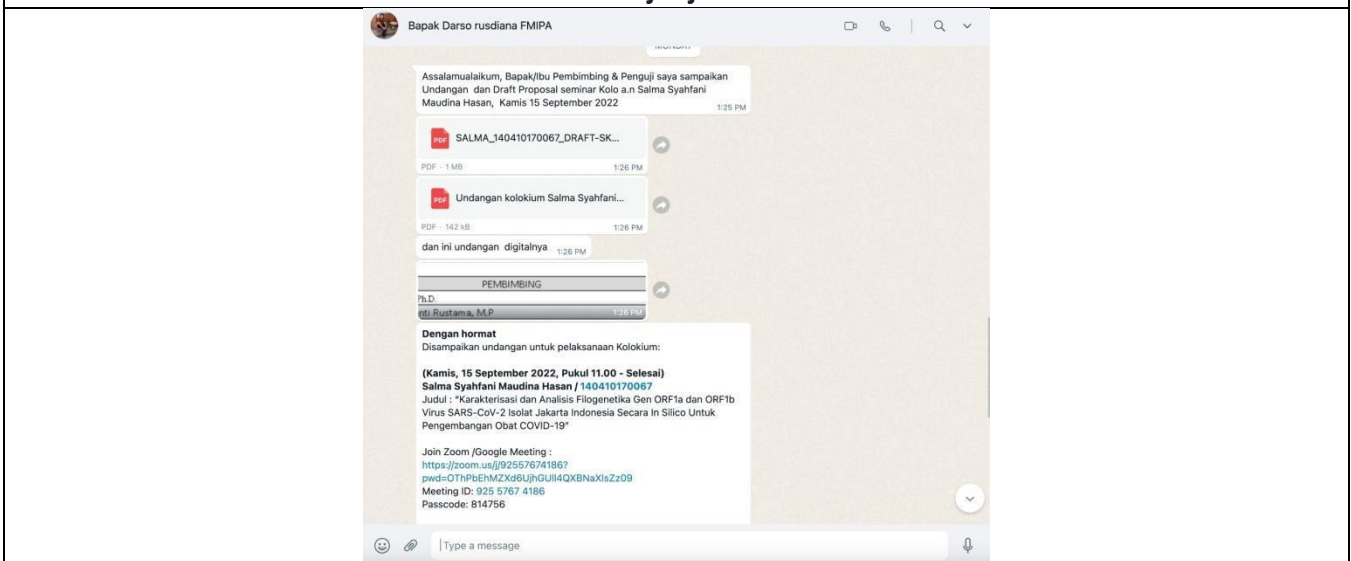 Bapak Darso rusdiana FMIPA
MONDAY
Assalamualaikum, Bapak/Ibu Pembimbing & Penguji saya sampaikan
Undangan dan Draft Proposal seminar Kolo a.n Salma Syahfani
Maudina Hasan, Kamis 15 September 2022
1:25 PM
PDF SALMA_140410170067_DRAFT-SK...
PDF - 1 MB 1:26 PM
PDF Undangan kolokium Salma Syahfani...
PDF - 142 kB 1:26 PM
dan ini undangan digitalnya 1:26 PM
PEMBIMBING
Ph.D.
nti Rustama, M.P 1:26 PM
Dengan hormat
Disampaikan undangan untuk pelaksanaan Kolokium:
(Kamis, 15 September 2022, Pukul 11.00 - Selesai)
Salma Syahfani Maudina Hasan / 140410170067
Judul : "Karakterisasi dan Analisis Filogenetika Gen ORF1a dan ORF1b
Virus SARS-CoV-2 Isolat Jakarta Indonesia Secara In Silico Untuk
Pengembangan Obat COVID-19"
Join Zoom /Google Meeting :
https://zoom.us/j/92557674186?
pwd=OThPbEhMZXd6UjhGUll4QXBNaXlsZz09
Meeting ID: 925 5767 4186
Passcode: 814756
Type a message